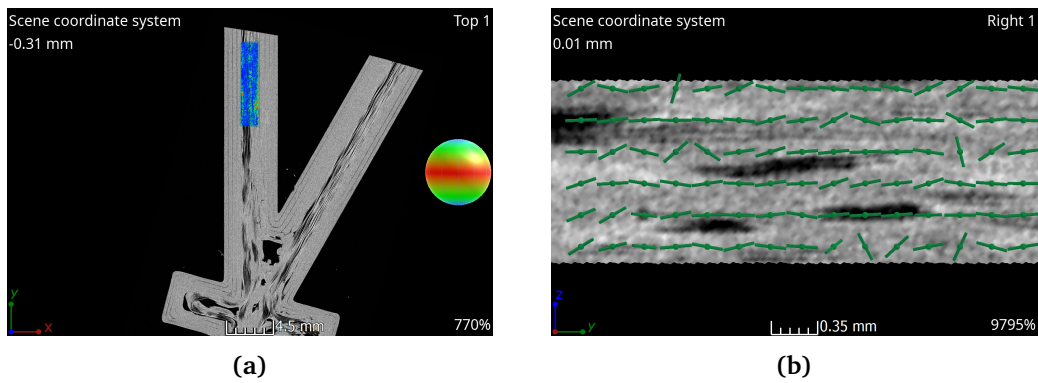 Scene coordinate system
Top 1
-0.31 mm
y
x
4.5 mm
770%
(a)
Scene coordinate system
Right 1
0.01 mm
z
y
0.35 mm
9795%
(b)